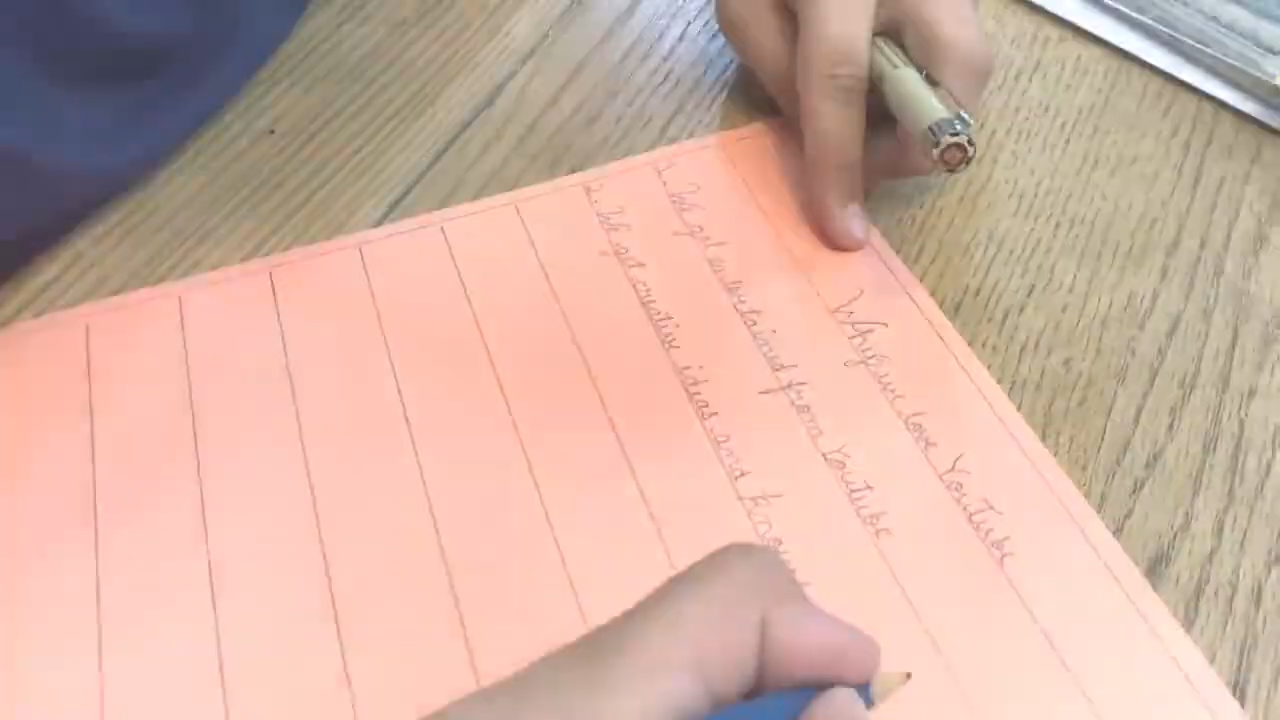 Why we love YouTube
1. We get entertained from Youtube
2. We get creative ideas and